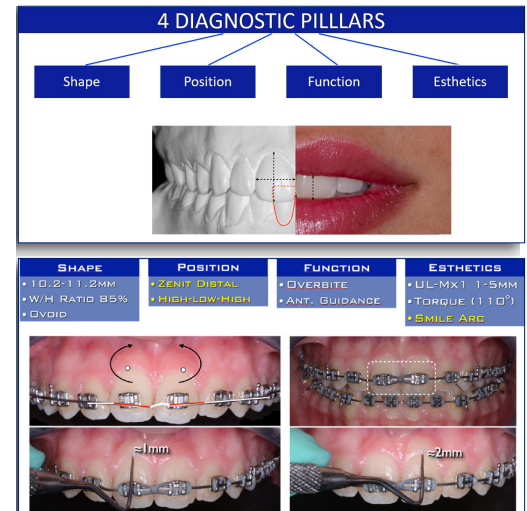 4 DIAGNOSTIC PILLLARS
Shape
Position
Function
Esthetics
SHAPE
• 10.2-11.2MM
• W/H RATIO 85%
• OVOID
POSITION
• ZENIT DISTAL
• HIGH-LOW-HIGH
FUNCTION
• OVERBITE
• ANT. GUIDANCE
ESTHETICS
• UL-MX1 1-5MM
• TORQUE (110°)
• SMILE ARC
≈1mm
≈2mm